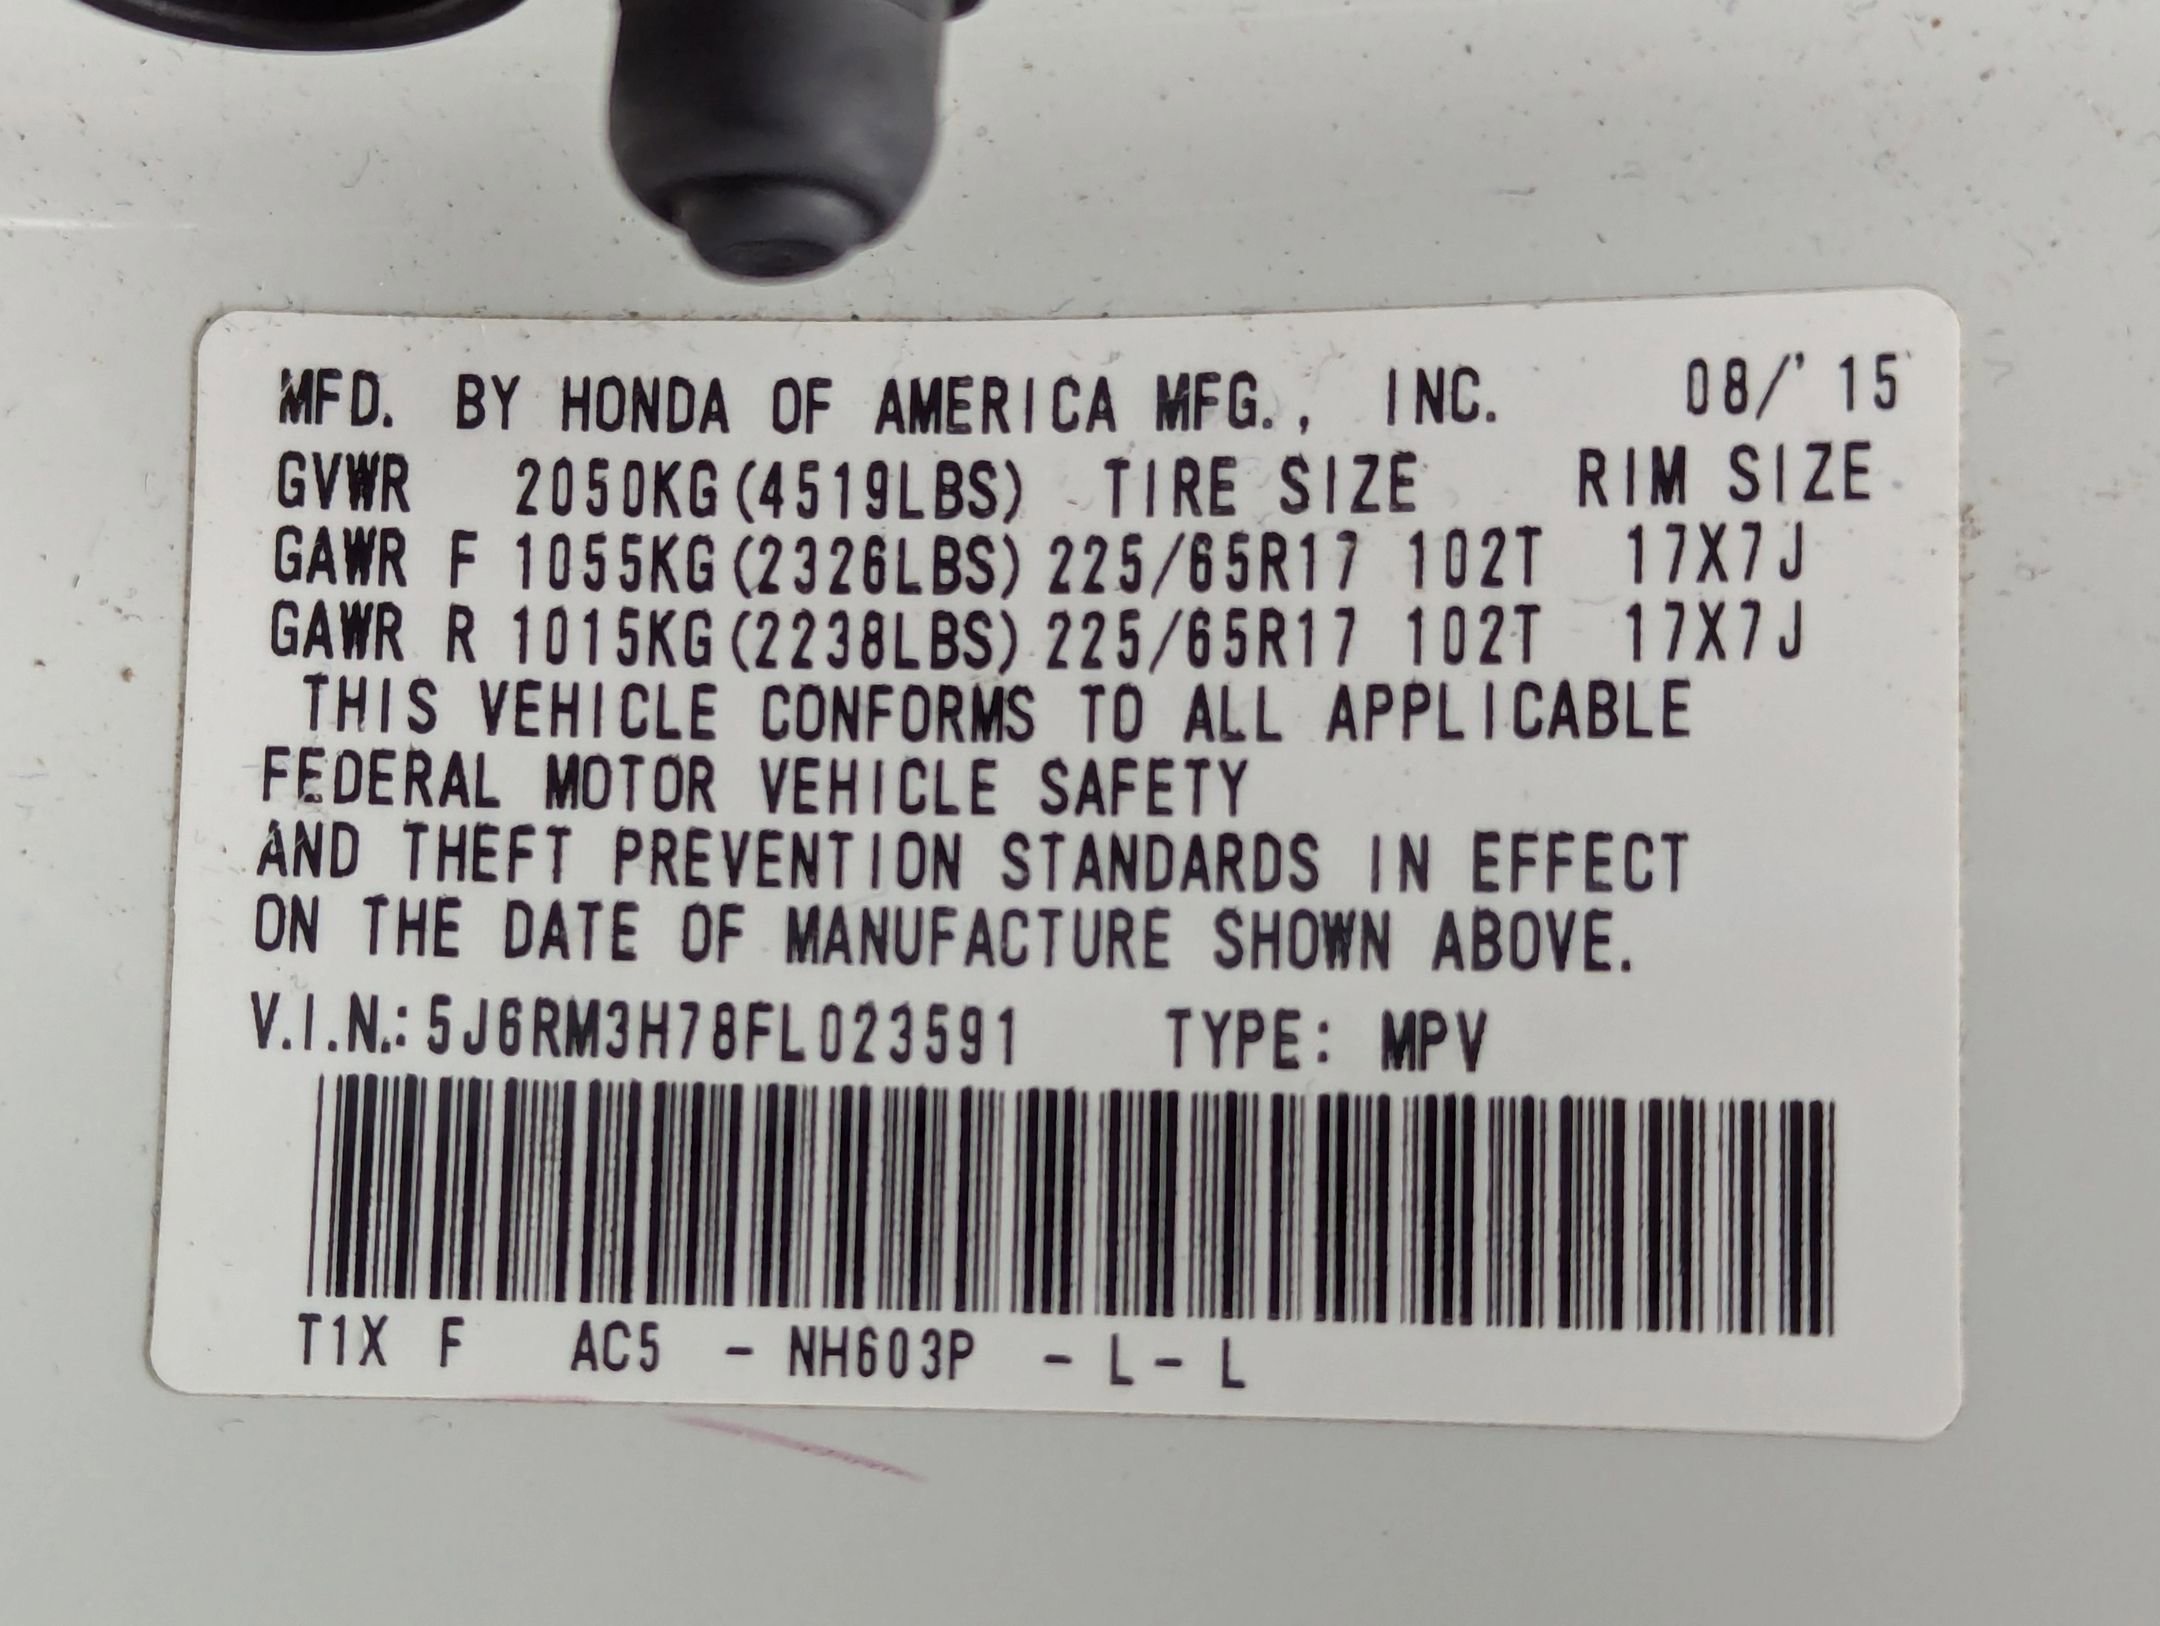 MFD. BY HONDA OF AMERICA MFG., INC. 08/'15
GVWR 2050KG(4519LBS) TIRE SIZE RIM SIZE
GAWR F 1055KG(2326LBS) 225/65R17 102T 17X7J
GAWR R 1015KG(2238LBS) 225/65R17 102T 17X7J
THIS VEHICLE CONFORMS TO ALL APPLICABLE
FEDERAL MOTOR VEHICLE SAFETY
AND THEFT PREVENTION STANDARDS IN EFFECT
ON THE DATE OF MANUFACTURE SHOWN ABOVE.
V.I.N.: 5J6RM3H78FL023591 TYPE: MPV
T1X F AC5 - NH603P - L - L